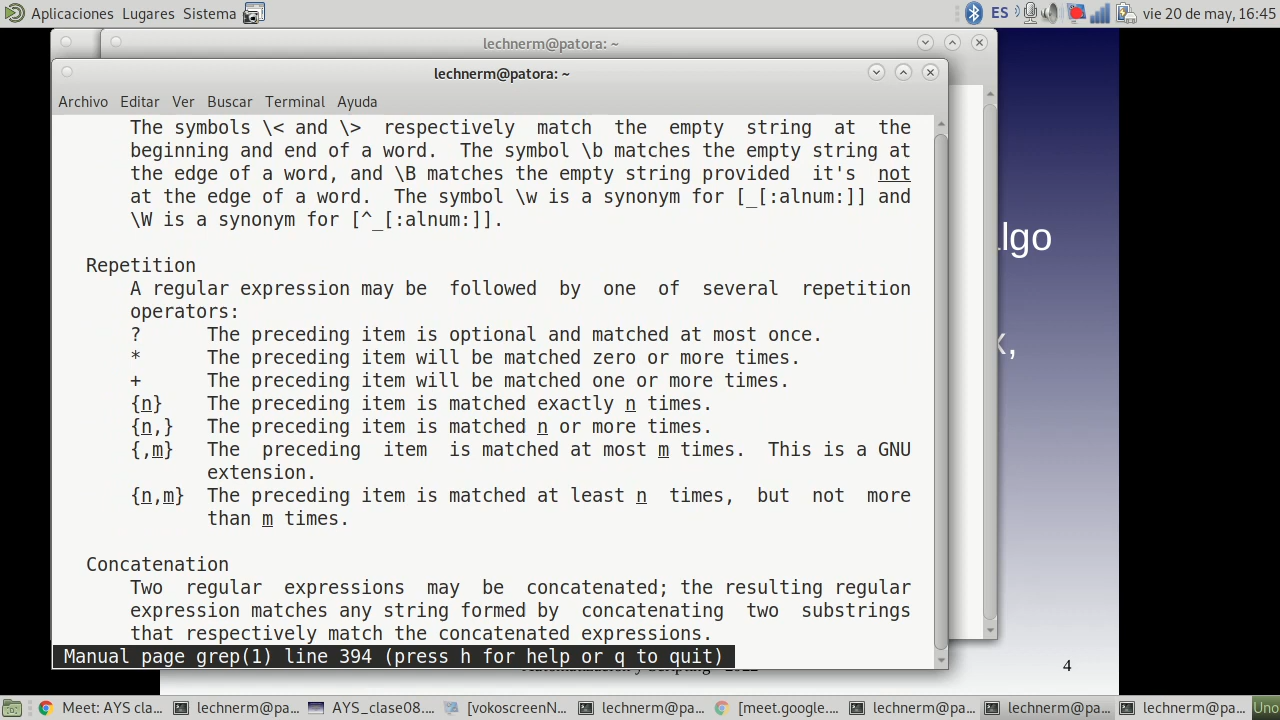 Aplicaciones Lugares Sistema
ES
vie 20 de may, 16:45
lechnerm@patora: ~
lechnerm@patora: ~
Archivo Editar Ver Buscar Terminal Ayuda
The symbols \< and \> respectively match the empty string at the
beginning and end of a word. The symbol \b matches the empty string at
the edge of a word, and \B matches the empty string provided it's not
at the edge of a word. The symbol \w is a synonym for [_[:alnum:]] and
\W is a synonym for [^_[:alnum:]].
Repetition
A regular expression may be followed by one of several repetition
operators:
? The preceding item is optional and matched at most once.
* The preceding item will be matched zero or more times.
+ The preceding item will be matched one or more times.
{n} The preceding item is matched exactly n times.
{n,} The preceding item is matched n or more times.
{,m} The preceding item is matched at most m times. This is a GNU
extension.
{n,m} The preceding item is matched at least n times, but not more
than m times.
Concatenation
Two regular expressions may be concatenated; the resulting regular
expression matches any string formed by concatenating two substrings
that respectively match the concatenated expressions.
Manual page grep(1) line 394 (press h for help or q to quit)
lgo
x,
4
Meet: AYS cla... lechnerm@pa... AYS_clase08.... [vokoscreenN... lechnerm@pa... [meet.google.... lechnerm@pa... lechnerm@pa... lechnerm@pa... Uno